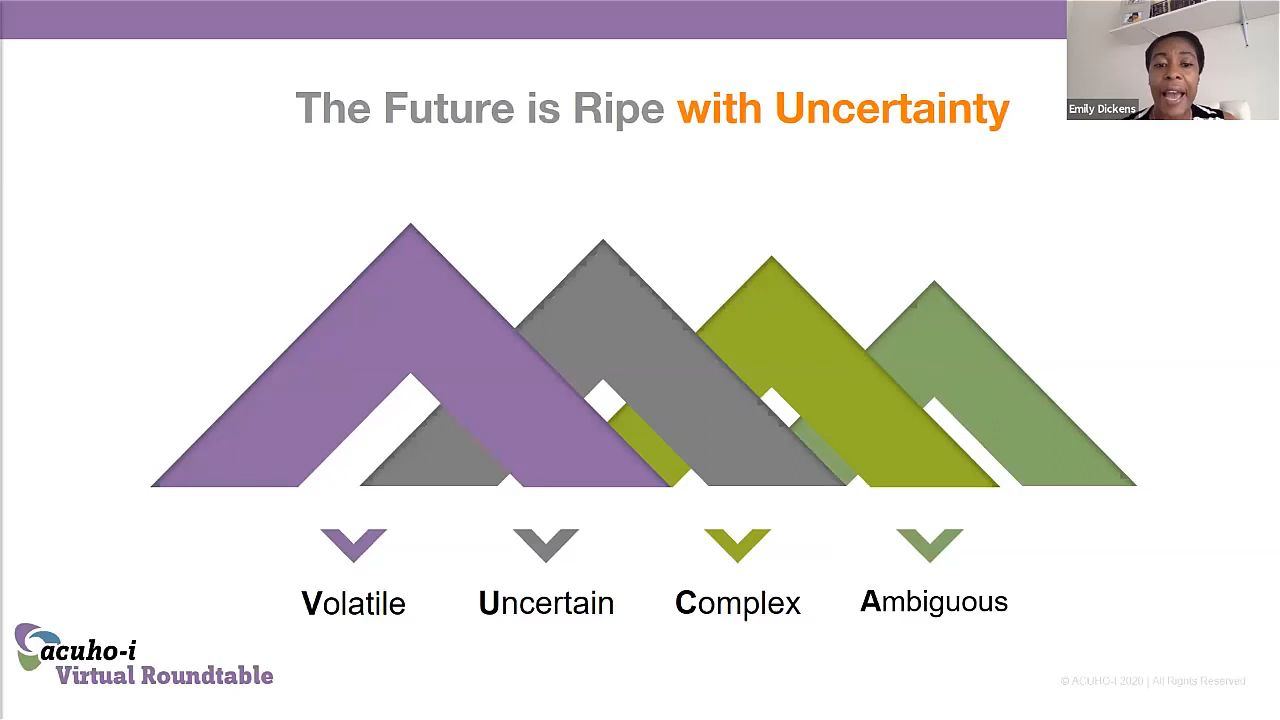 The Future is Ripe with Uncertainty
Emily Dickens
Volatile
Uncertain
Complex
Ambiguous
acuho-i
Virtual Roundtable
© ACUHO-I 2020 | All Rights Reserved